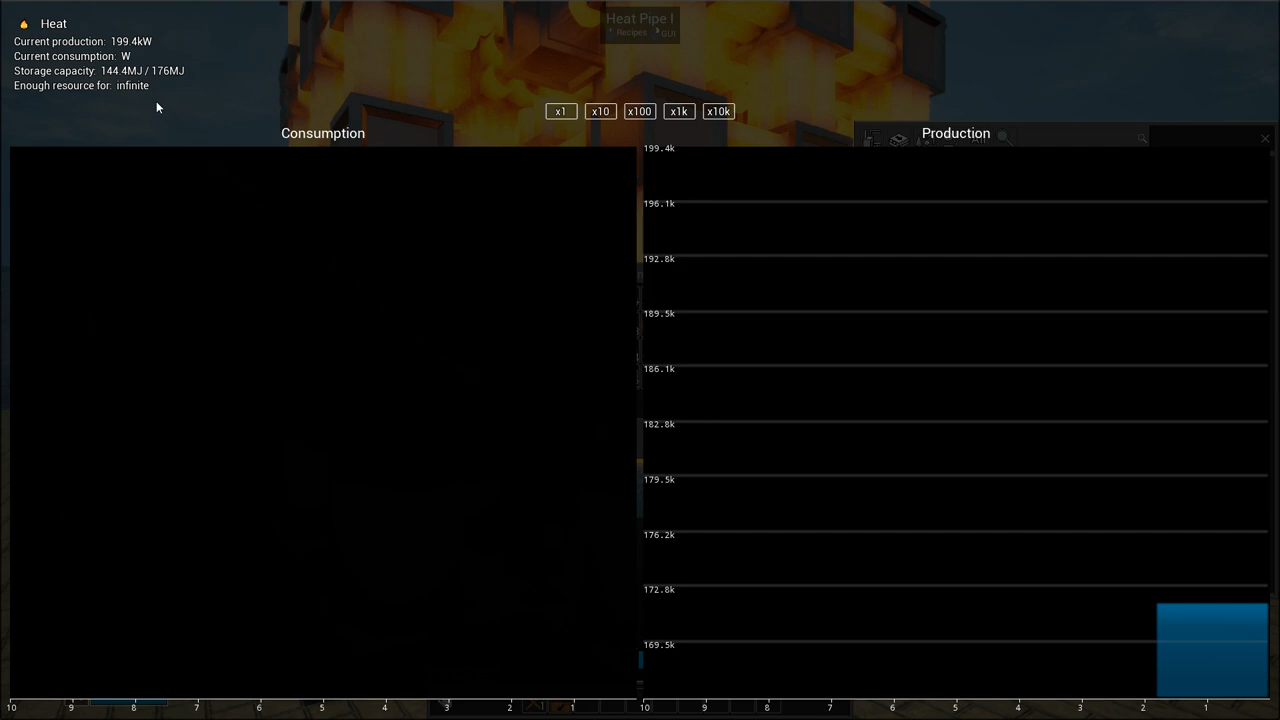 Heat Pipe I
Recipes GUI
Heat
Current production: 199.4kW
Current consumption: W
Storage capacity: 144.4MJ / 176MJ
Enough resource for: infinite
x1 x10 x100 x1k x10k
Consumption
Production
199.4k
196.1k
192.8k
189.5k
186.1k
182.8k
179.5k
176.2k
172.8k
169.5k
10 9 8 7 6 5 4 3 2 1
10 9 8 7 6 5 4 3 2 1